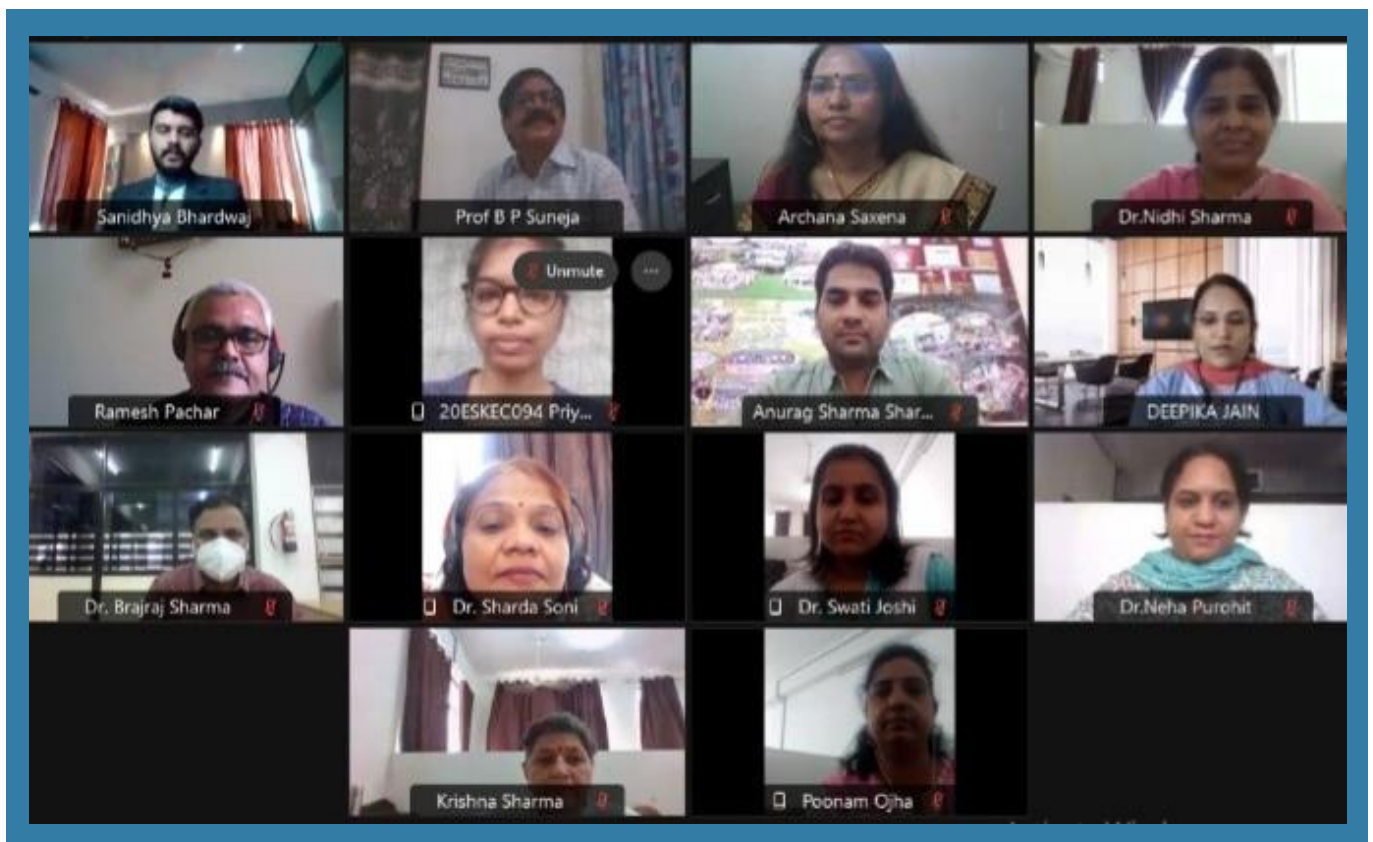 Sanidhya Bhardwaj
Prof B P Suneja
Archana Saxena
Dr.Nidhi Sharma
Unmute
Ramesh Pachar
20ESKEC094 Priy...
Anurag Sharma Shar...
DEEPIKA JAIN
Dr. Brajraj Sharma
Dr. Sharda Soni
Dr. Swati Joshi
Dr.Neha Purohit
Krishna Sharma
Poonam Ojha